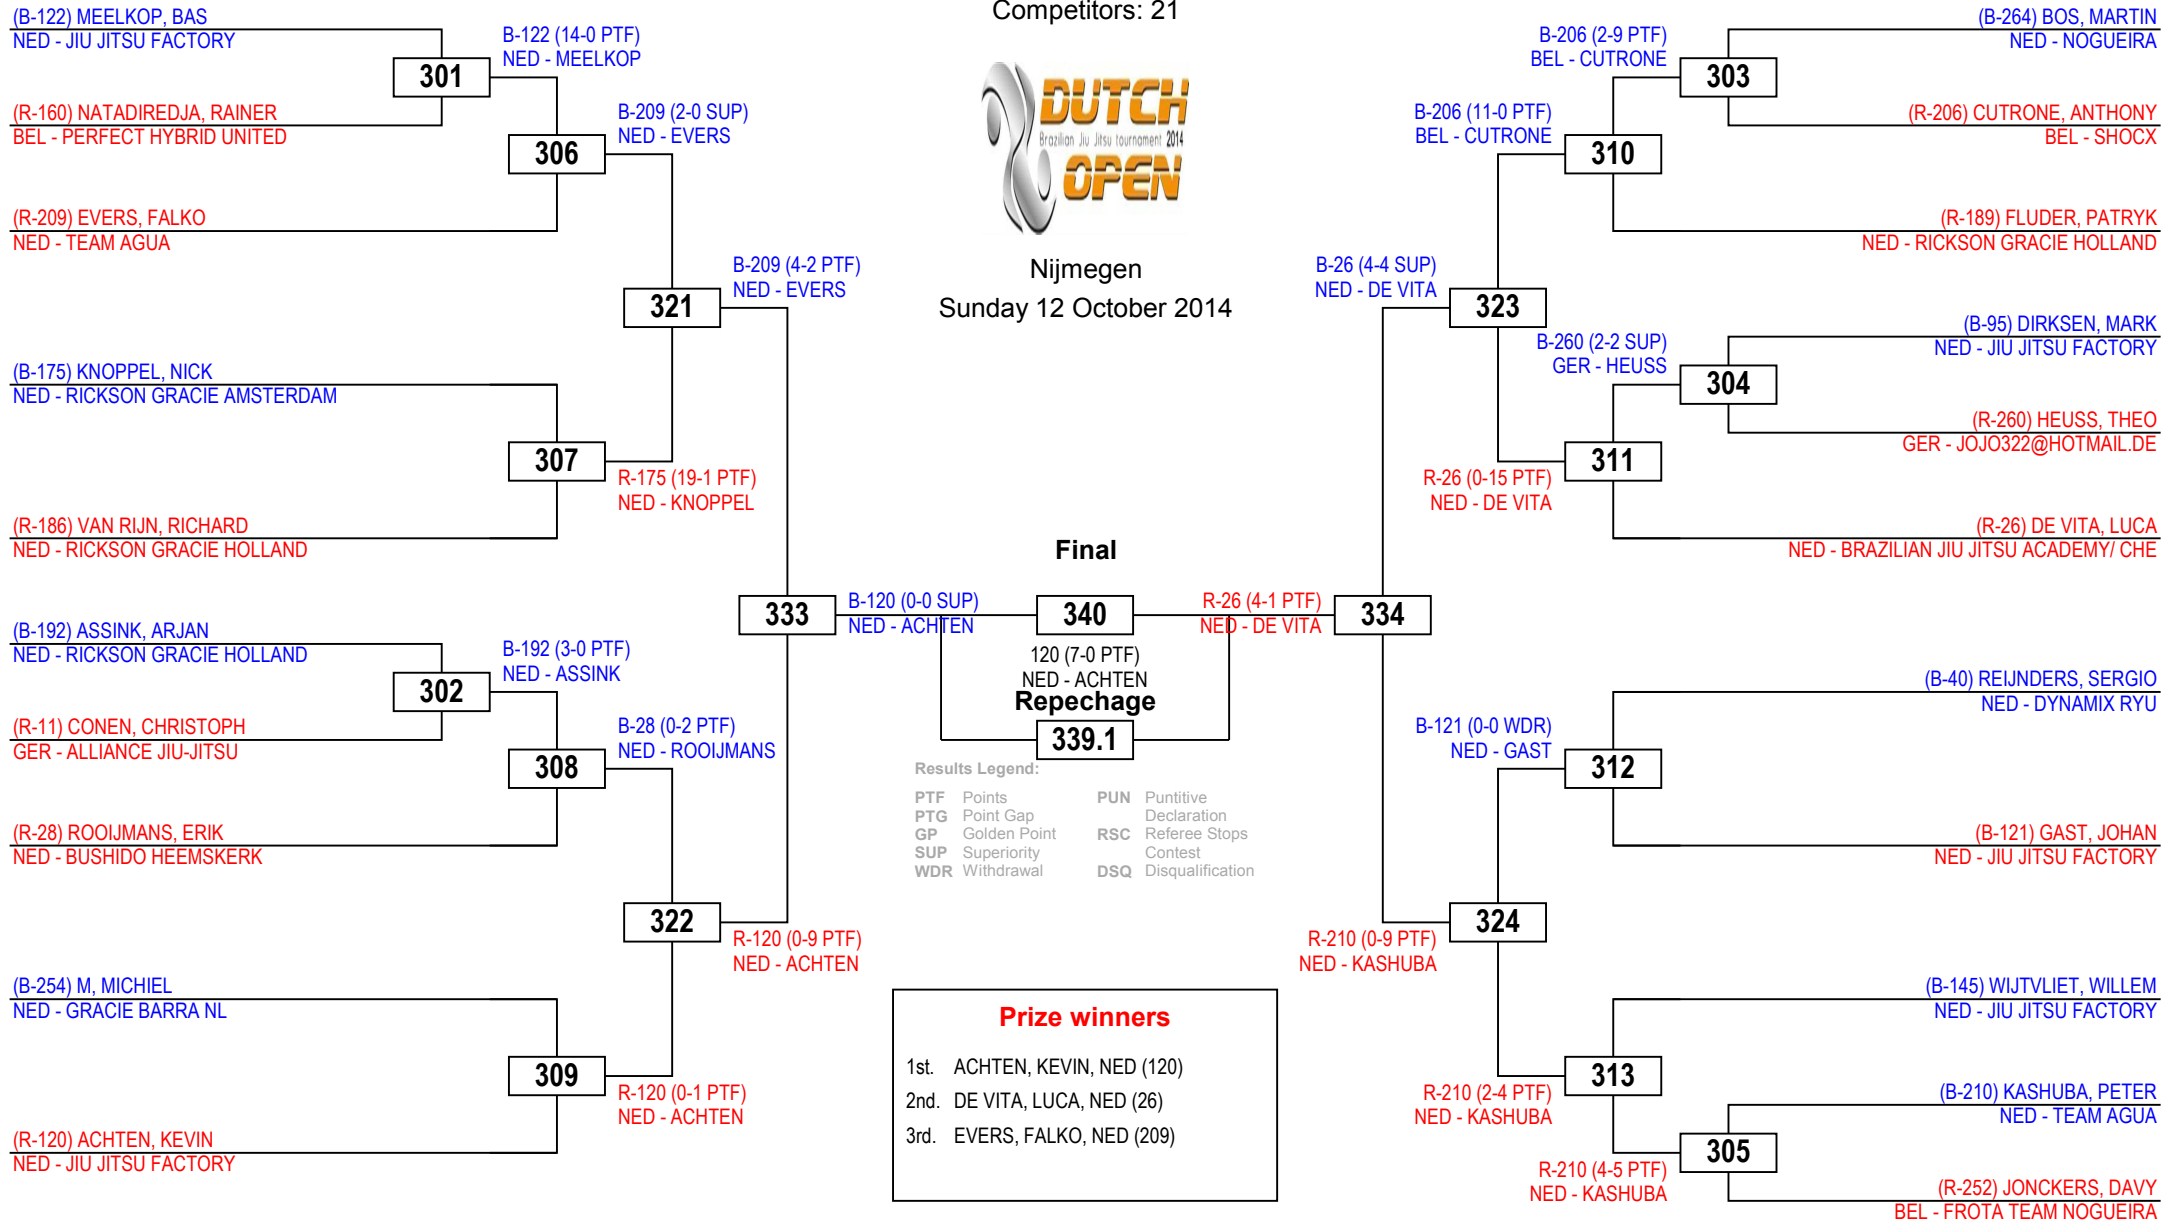 Competitors: 21
DUTCH
Brazilian Jiu Jitsu tournament 2014
OPEN
Nijmegen
Sunday 12 October 2014
(B-122) MEELKOP, BAS
NED - JIU JITSU FACTORY
(R-160) NATADIREDJA, RAINER
BEL - PERFECT HYBRID UNITED
301
B-122 (14-0 PTF)
NED - MEELKOP
(R-209) EVERS, FALKO
NED - TEAM AGUA
306
B-209 (2-0 SUP)
NED - EVERS
(B-175) KNOPPEL, NICK
NED - RICKSON GRACIE AMSTERDAM
(R-186) VAN RIJN, RICHARD
NED - RICKSON GRACIE HOLLAND
307
R-175 (19-1 PTF)
NED - KNOPPEL
321
B-209 (4-2 PTF)
NED - EVERS
(B-192) ASSINK, ARJAN
NED - RICKSON GRACIE HOLLAND
(R-11) CONEN, CHRISTOPH
GER - ALLIANCE JIU-JITSU
302
B-192 (3-0 PTF)
NED - ASSINK
(R-28) ROOIJMANS, ERIK
NED - BUSHIDO HEEMSKERK
308
B-28 (0-2 PTF)
NED - ROOIJMANS
(B-254) M, MICHIEL
NED - GRACIE BARRA NL
(R-120) ACHTEN, KEVIN
NED - JIU JITSU FACTORY
309
R-120 (0-1 PTF)
NED - ACHTEN
322
R-120 (0-9 PTF)
NED - ACHTEN
333
B-120 (0-0 SUP)
NED - ACHTEN
Final
340
120 (7-0 PTF)
NED - ACHTEN
Repechage
339.1
Results Legend:
PTF Points
PTG Point Gap
GP Golden Point
SUP Superiority
WDR Withdrawal
PUN Puntitive
Declaration
RSC Referee Stops
Contest
DSQ Disqualification
Prize winners
1st. ACHTEN, KEVIN, NED (120)
2nd. DE VITA, LUCA, NED (26)
3rd. EVERS, FALKO, NED (209)
R-26 (4-1 PTF)
NED - DE VITA
334
B-26 (4-4 SUP)
NED - DE VITA
323
B-206 (11-0 PTF)
BEL - CUTRONE
310
B-206 (2-9 PTF)
BEL - CUTRONE
303
(B-264) BOS, MARTIN
NED - NOGUEIRA
(R-206) CUTRONE, ANTHONY
BEL - SHOCX
(R-189) FLUDER, PATRYK
NED - RICKSON GRACIE HOLLAND
B-260 (2-2 SUP)
GER - HEUSS
304
(B-95) DIRKSEN, MARK
NED - JIU JITSU FACTORY
(R-260) HEUSS, THEO
GER - JOJO322@HOTMAIL.DE
311
R-26 (0-15 PTF)
NED - DE VITA
(R-26) DE VITA, LUCA
NED - BRAZILIAN JIU JITSU ACADEMY/ CHE
(B-40) REIJNDERS, SERGIO
NED - DYNAMIX RYU
B-121 (0-0 WDR)
NED - GAST
312
(B-121) GAST, JOHAN
NED - JIU JITSU FACTORY
324
R-210 (0-9 PTF)
NED - KASHUBA
(B-145) WIJTVLIET, WILLEM
NED - JIU JITSU FACTORY
313
R-210 (2-4 PTF)
NED - KASHUBA
(B-210) KASHUBA, PETER
NED - TEAM AGUA
305
R-210 (4-5 PTF)
NED - KASHUBA
(R-252) JONCKERS, DAVY
BEL - FROTA TEAM NOGUEIRA